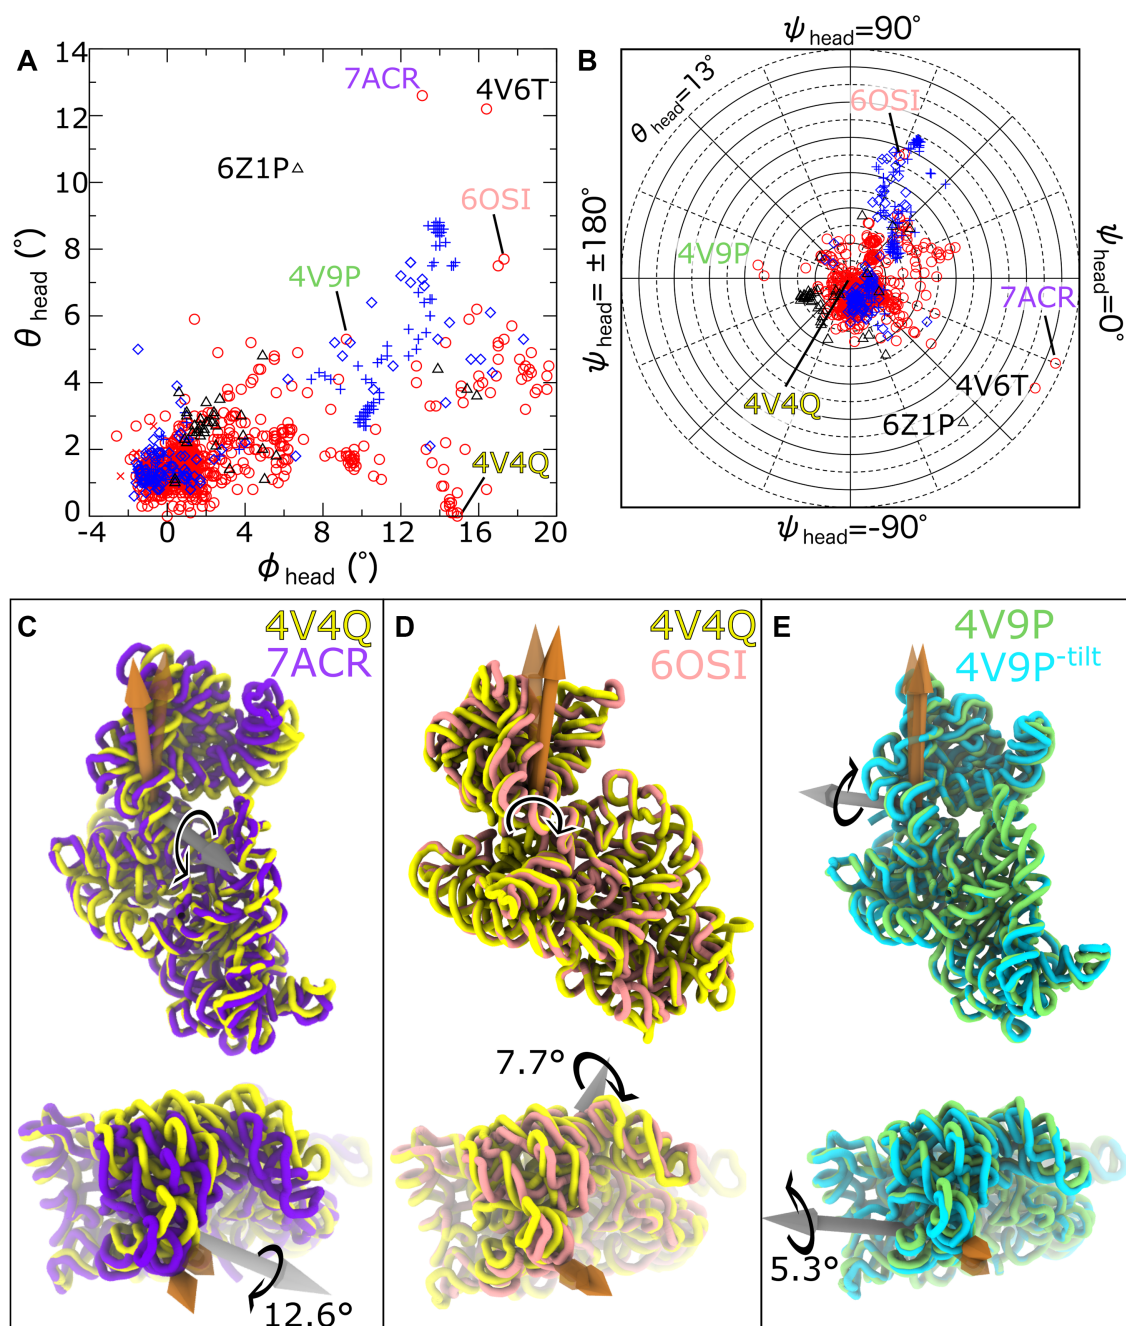 A
14
12
10
8
6
4
2
0
-4
0
4
8
12
16
20
θ head (°)
ϕ head (°)
7ACR
4V6T
6Z1P
6OSI
4V9P
4V4Q
B
ψ head=90°
θ head=13°
ψ head= ±180°
ψ head=0°
ψ head=-90°
6OSI
4V9P
7ACR
4V4Q
4V6T
6Z1P
C
4V4Q
7ACR
12.6°
D
4V4Q
6OSI
7.7°
E
4V9P
4V9P-tilt
5.3°